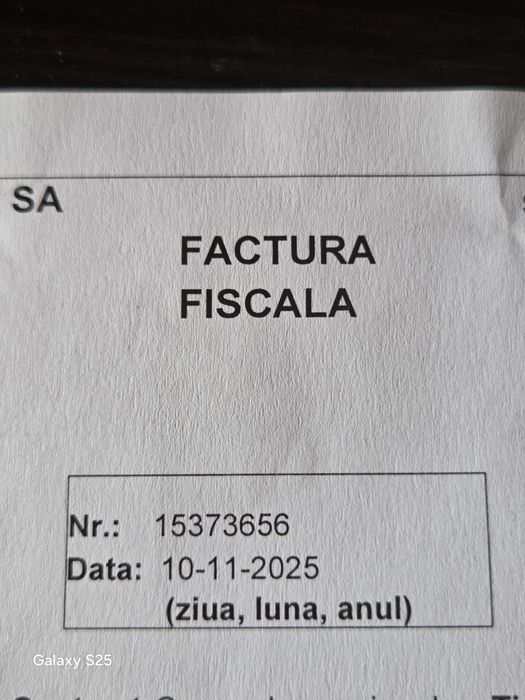 SA
FACTURA
FISCALA
Nr.: 15373656
Data: 10-11-2025
(ziua, luna, anul)
Galaxy S25